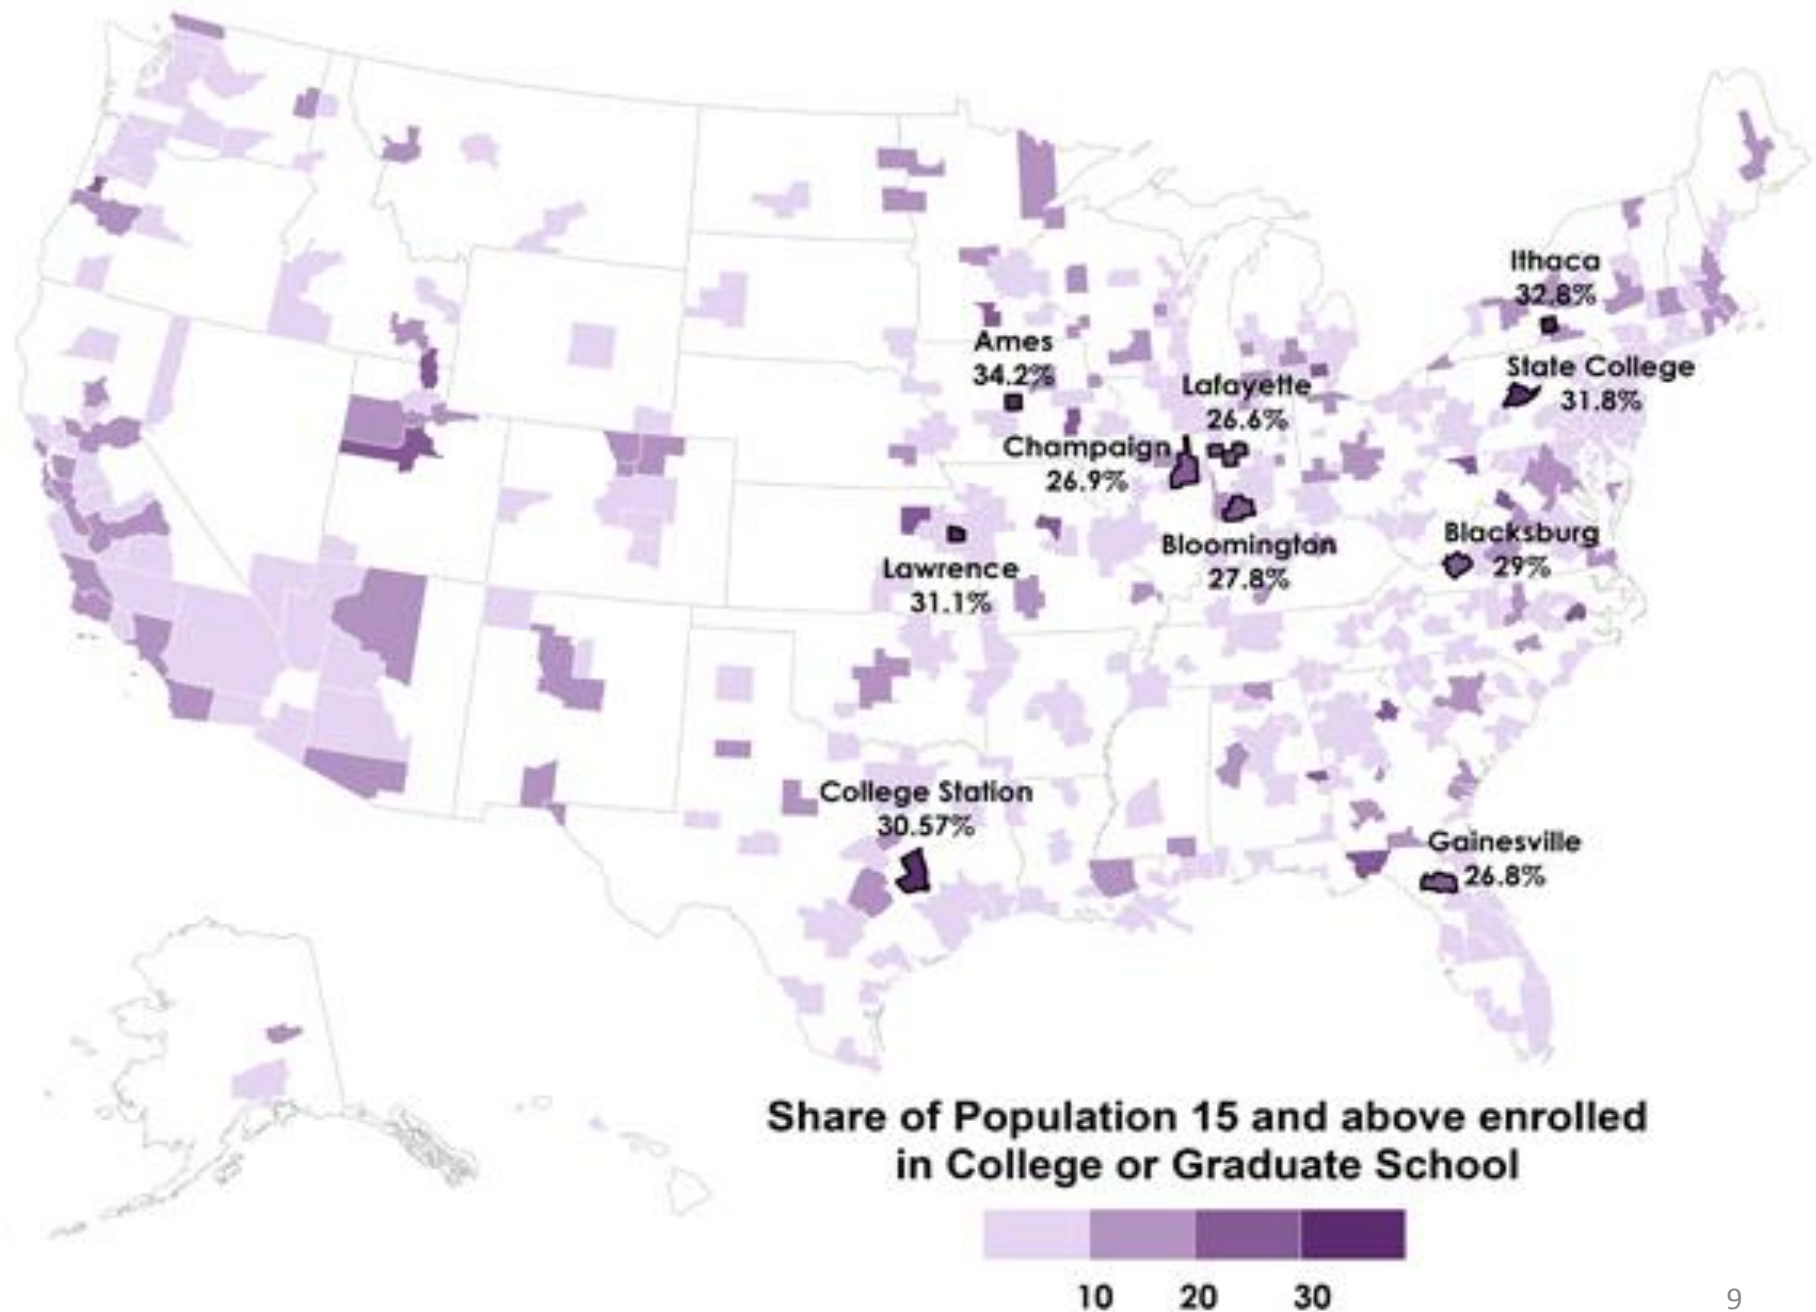 Ithaca
32.8%
Ames
34.2%
State College
31.8%
Lafayette
26.6%
Champaign
26.9%
Bloomington
27.8%
Blacksburg
29%
Lawrence
31.1%
College Station
30.57%
Gainesville
26.8%
Share of Population 15 and above enrolled
in College or Graduate School
10 20 30
9